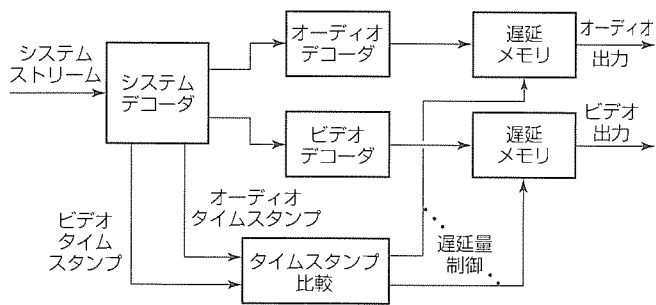 システム
ストリーム
システム
デコーダ
オーディオ
デコーダ
遅延
メモリ
オーディオ
出力
ビデオ
デコーダ
遅延
メモリ
ビデオ
出力
オーディオ
タイムスタンプ
ビデオ
タイム
スタンプ
タイムスタンプ
比較
遅延量
制御